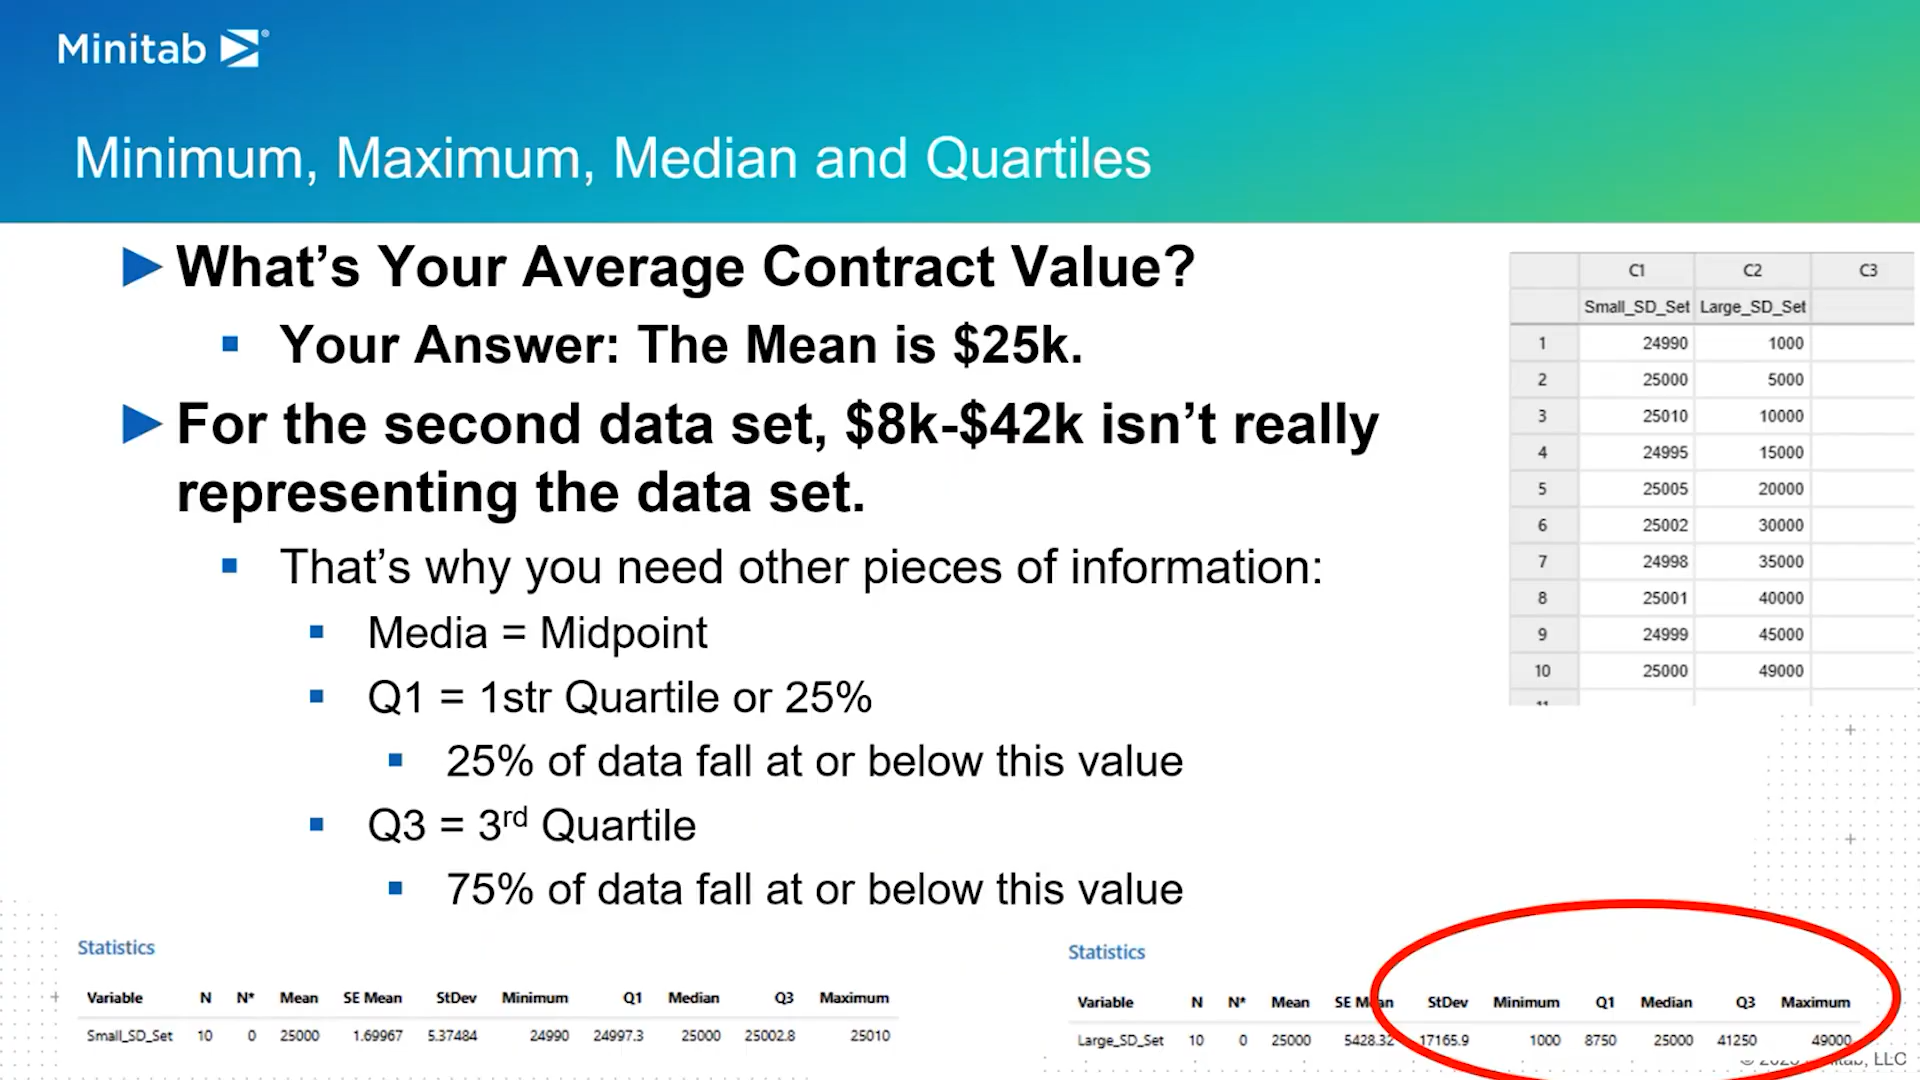 Minitab
Minimum, Maximum, Median and Quartiles
What's Your Average Contract Value?
Your Answer: The Mean is $25k.
For the second data set, $8k-$42k isn't really
representing the data set.
That's why you need other pieces of information:
Media = Midpoint
Q1 = 1str Quartile or 25%
25% of data fall at or below this value
Q3 = 3rd Quartile
75% of data fall at or below this value
C1 C2 C3
Small_SD_Set Large_SD_Set
1 24990 1000
2 25000 5000
3 25010 10000
4 24995 15000
5 25005 20000
6 25002 30000
7 24998 35000
8 25001 40000
9 24999 45000
10 25000 49000
Statistics
Variable N N* Mean SE Mean StDev Minimum Q1 Median Q3 Maximum
Small_SD_Set 10 0 25000 1.69967 5.37484 24990 24997.3 25000 25002.8 25010
Statistics
Variable N N* Mean SE Mean StDev Minimum Q1 Median Q3 Maximum
Large_SD_Set 10 0 25000 5428.32 17165.9 1000 8750 25000 41250 49000
LLC